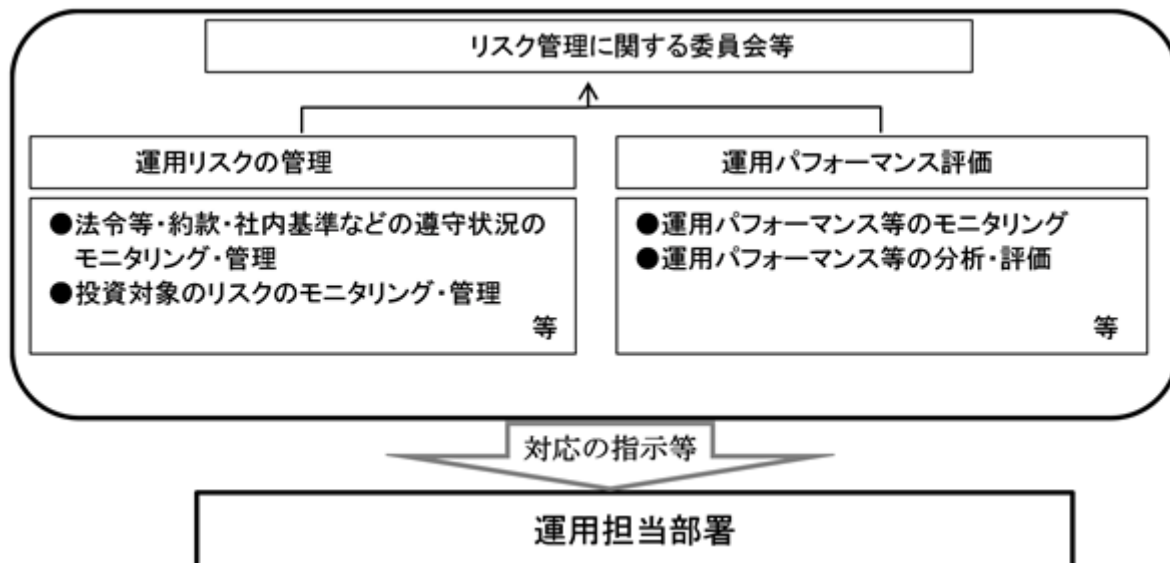 リスク管理に関する委員会等
運用リスクの管理
運用パフォーマンス評価
●法令等・約款・社内基準などの遵守状況の
モニタリング・管理
●投資対象のリスクのモニタリング・管理
等
●運用パフォーマンス等のモニタリング
●運用パフォーマンス等の分析・評価
等
対応の指示等
運用担当部署